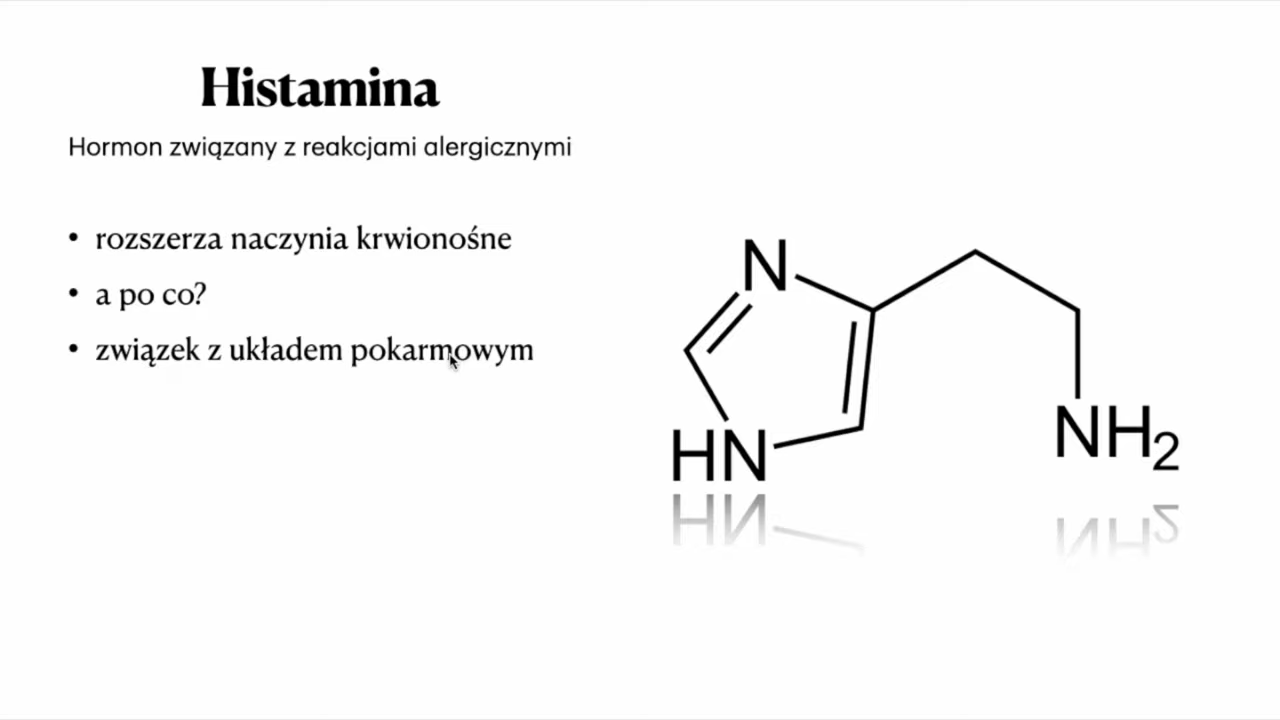 Histamina
Hormon związany z reakcjami alergicznymi
• rozszerza naczynia krwionośne
• a po co?
• związek z układem pokarmowym
N
HN
NH2